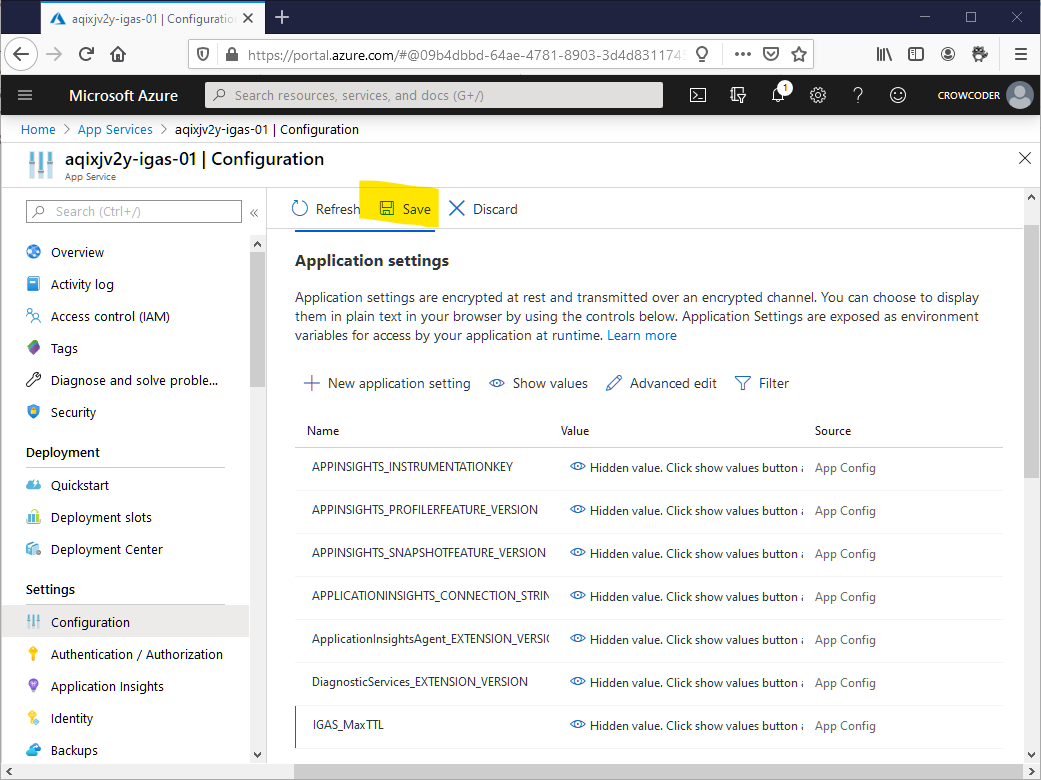 aqixjv2y-igas-01 | Configuration
https://portal.azure.com/#@09b4dbbd-64ae-4781-8903-3d4d8311745
Microsoft Azure
Search resources, services, and docs (G+/)
1
CROWCODER
Home > App Services > aqixjv2y-igas-01 | Configuration
aqixjv2y-igas-01 | Configuration
App Service
Search (Ctrl+/)
«
Overview
Activity log
Access control (IAM)
Tags
Diagnose and solve proble...
Security
Deployment
Quickstart
Deployment slots
Deployment Center
Settings
Configuration
Authentication / Authorization
Application Insights
Identity
Backups
Refresh Save Discard
Application settings
Application settings are encrypted at rest and transmitted over an encrypted channel. You can choose to display
them in plain text in your browser by using the controls below. Application Settings are exposed as environment
variables for access by your application at runtime. Learn more
New application setting Show values Advanced edit Filter
Name Value Source
APPINSIGHTS_INSTRUMENTATIONKEY Hidden value. Click show values button App Config
APPINSIGHTS_PROFILERFEATURE_VERSION Hidden value. Click show values button App Config
APPINSIGHTS_SNAPSHOTFEATURE_VERSION Hidden value. Click show values button App Config
APPLICATIONINSIGHTS_CONNECTION_STRIN Hidden value. Click show values button App Config
ApplicationInsightsAgent_EXTENSION_VERSIO Hidden value. Click show values button App Config
DiagnosticServices_EXTENSION_VERSION Hidden value. Click show values button App Config
IGAS_MaxTTL Hidden value. Click show values button App Config